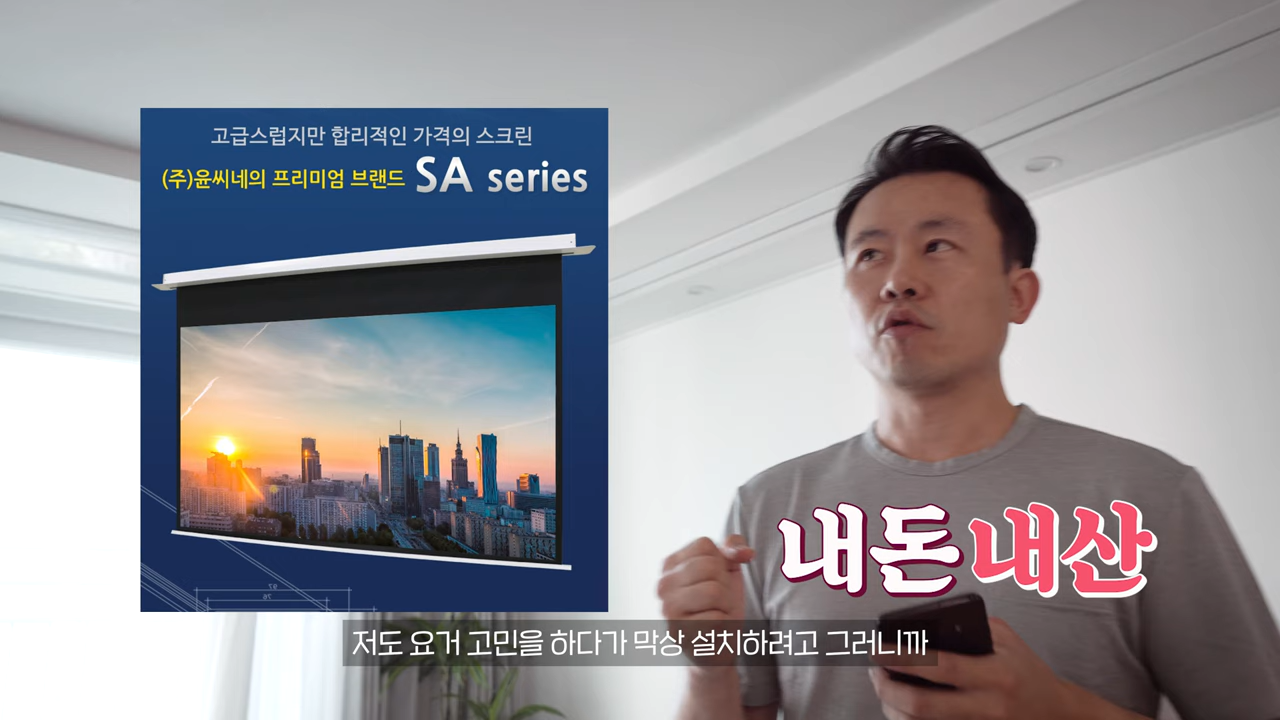 고급스럽지만 합리적인 가격의 스크린
(주)윤씨네의 프리미엄 브랜드 SA series
내돈내산
97
76
저도 요거 고민을 하다가 막상 설치하려고 그러니까